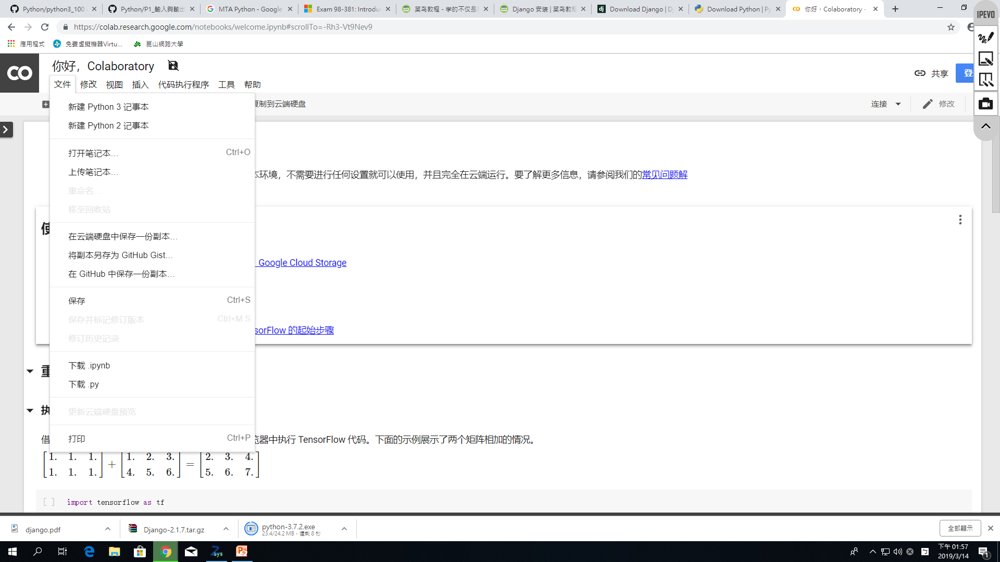 Python/python3_100
Python/P1_輸入與輸出
MTA Python - Google
Exam 98-381: Introdu
菜鸟教程 - 学的不仅是
Django 安装 | 菜鸟教程
Download Django | D
Download Python | Py
你好，Colaboratory -
IPEVO
https://colab.research.google.com/notebooks/welcome.ipynb#scrollTo=-Rh3-Vt9Nev9
應用程式
免費虛擬機器Virtu...
崑山網路大學
CO
你好，Colaboratory
共享
登
文件 修改 视图 插入 代码执行程序 工具 帮助
复制到云端硬盘
连接
修改
新建 Python 3 记事本
新建 Python 2 记事本
打开笔记本… Ctrl+O
上传笔记本…
本环境，不需要进行任何设置就可以使用，并且完全在云端运行。要了解更多信息，请参阅我们的常见问题解
重命名…
移至回收站
使
在云端硬盘中保存一份副本…
将副本另存为 GitHub Gist…
Google Cloud Storage
在 GitHub 中保存一份副本…
保存 Ctrl+S
保存并标记修订版本 Ctrl+M S
sorFlow 的起始步骤
修订历史记录
下载 .ipynb
重
下载 .py
更新云端硬盘预览
执
打印 Ctrl+P
借
览器中执行 TensorFlow 代码。下面的示例展示了两个矩阵相加的情况。
1. 1. 1. 1. 2. 3. 2. 3. 4.
+ =
1. 1. 1. 4. 5. 6. 5. 6. 7.
[ ] import tensorflow as tf
django.pdf
Django-2.1.7.tar.gz
python-3.7.2.exe
23.4/24.2 MB，還剩 8 秒
全部顯示
Zsys
下午 01:57
2019/3/14
1